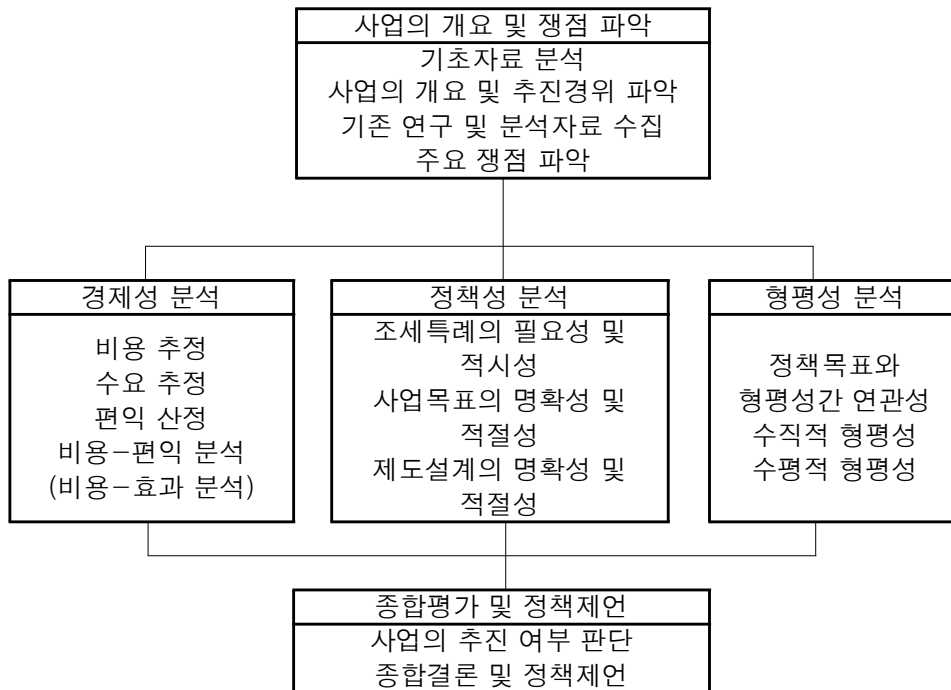 사업의 개요 및 쟁점 파악
기초자료 분석
사업의 개요 및 추진경위 파악
기존 연구 및 분석자료 수집
주요 쟁점 파악
경제성 분석
비용 추정
수요 추정
편익 산정
비용-편익 분석
(비용-효과 분석)
정책성 분석
조세특례의 필요성 및
적시성
사업목표의 명확성 및
적절성
제도설계의 명확성 및
적절성
형평성 분석
정책목표와
형평성간 연관성
수직적 형평성
수평적 형평성
종합평가 및 정책제언
사업의 추진 여부 판단
종합결론 및 정책제언